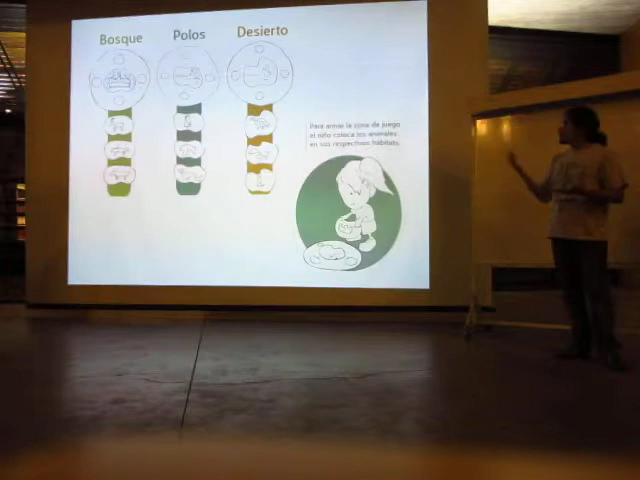 Bosque
Polos
Desierto
Para armar la zona de juego
el niño coloca los animales
en sus respectivos hábitats.